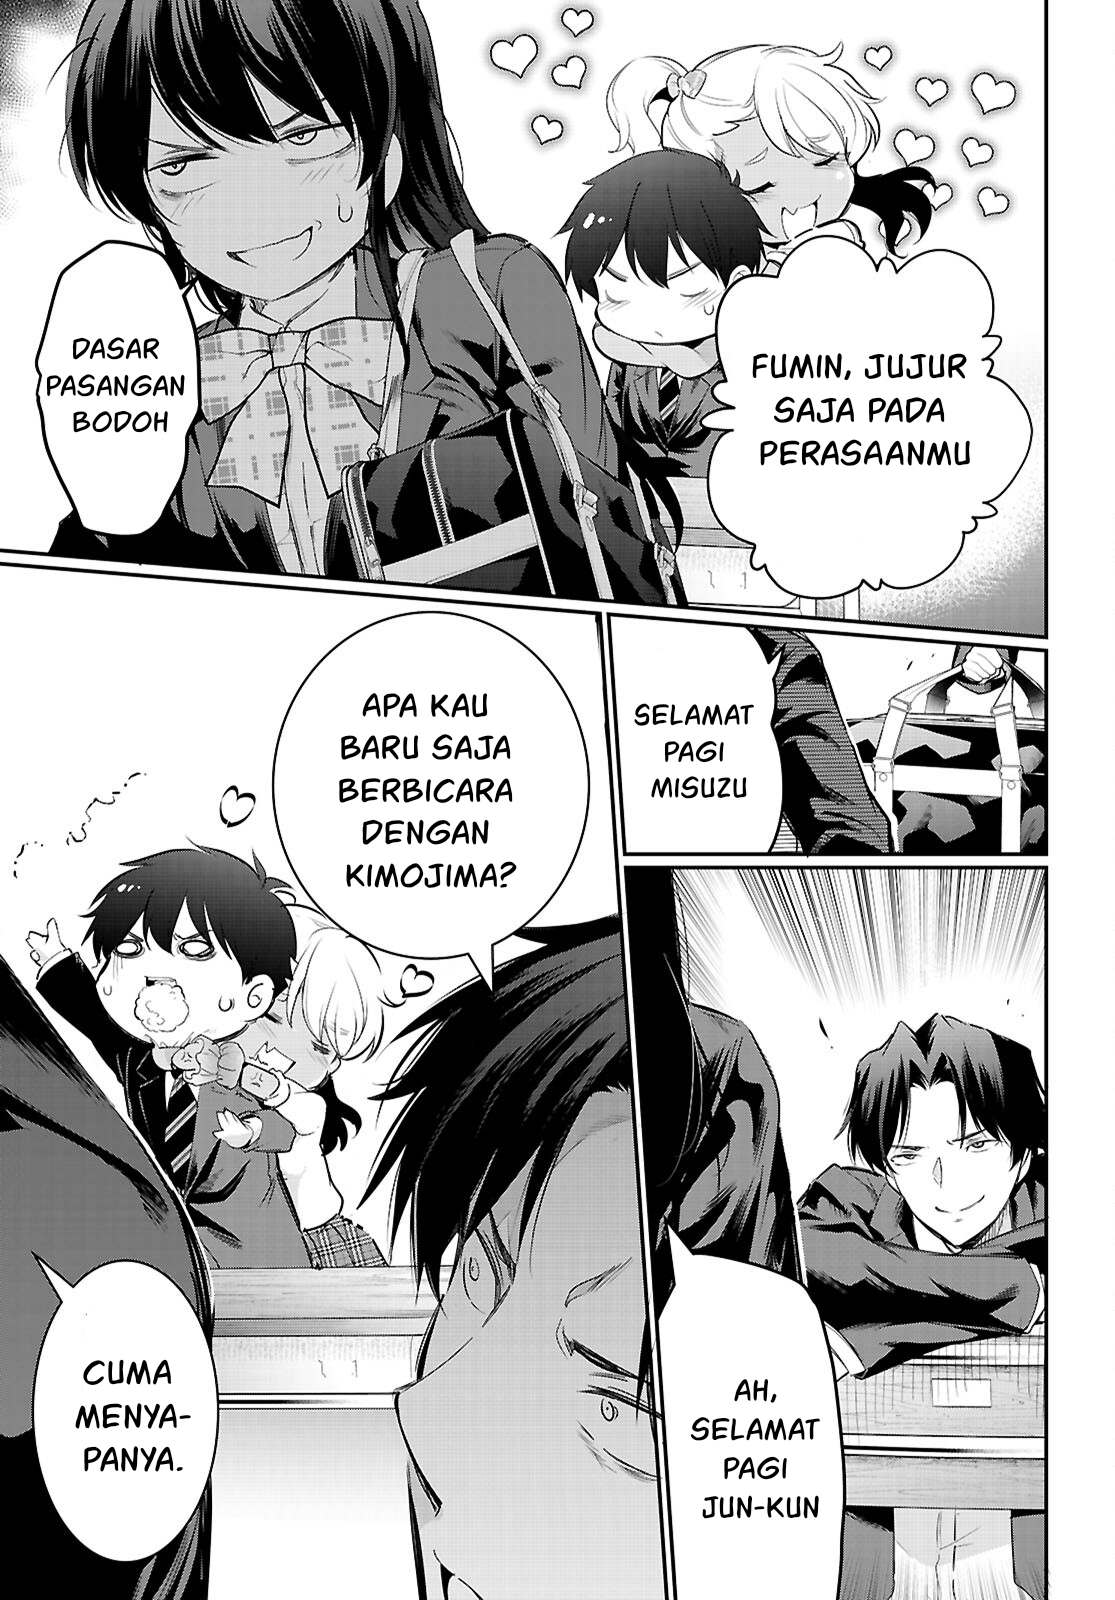 FUMIN, JUJUR
SAJA PADA
PERASAANMU
DASAR
PASANGAN
BODOH
SELAMAT
PAGI
MISUZU
AH,
SELAMAT
PAGI
JUN-KUN
APA KAU
BARU SAJA
BERBICARA
DENGAN
KIMOJIMA?
CUMA
MENYA-
PANYA.